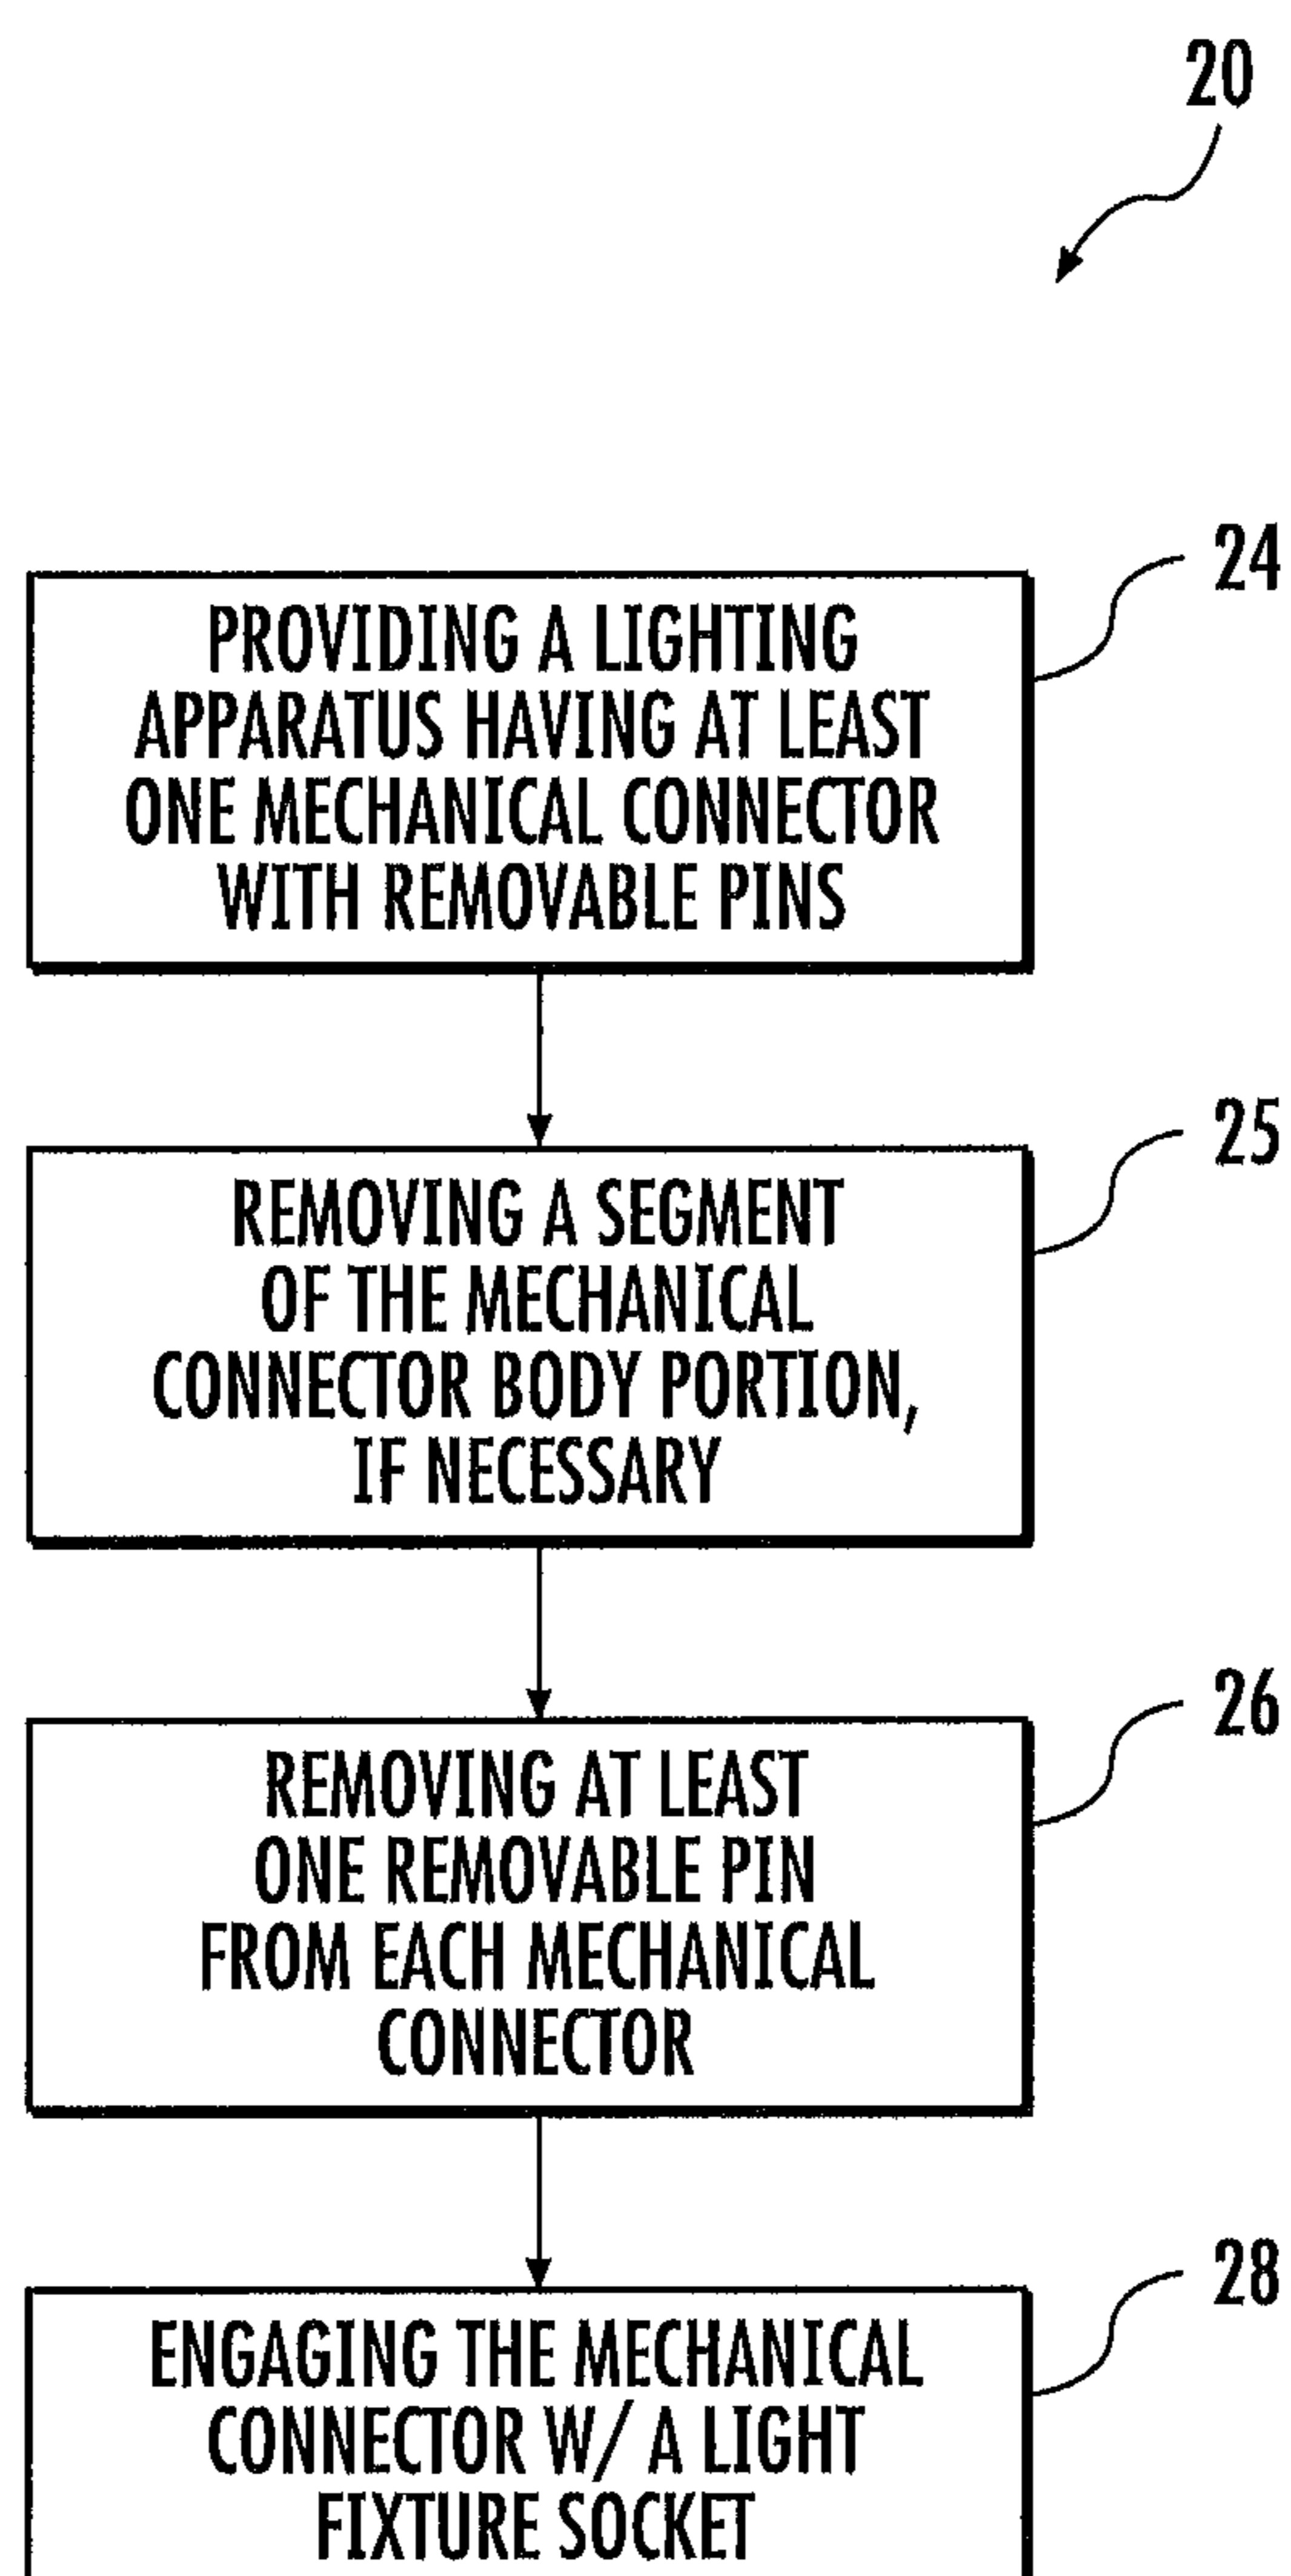 20
24
PROVIDING A LIGHTING
APPARATUS HAVING AT LEAST
ONE MECHANICAL CONNECTOR
WITH REMOVABLE PINS
25
REMOVING A SEGMENT
OF THE MECHANICAL
CONNECTOR BODY PORTION,
IF NECESSARY
26
REMOVING AT LEAST
ONE REMOVABLE PIN
FROM EACH MECHANICAL
CONNECTOR
28
ENGAGING THE MECHANICAL
CONNECTOR W/ A LIGHT
FIXTURE SOCKET